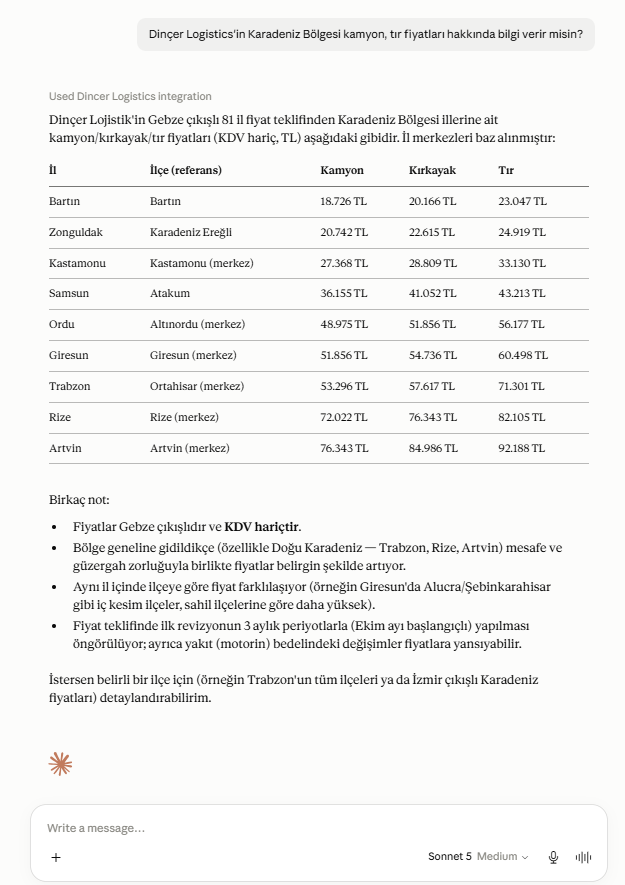 Dinçer Logistics'in Karadeniz Bölgesi kamyon, tır fiyatları hakkında bilgi verir misin?
Used Dincer Logistics integration
Dinçer Lojistik'in Gebze çıkışlı 81 il fiyat teklifinden Karadeniz Bölgesi illerine ait
kamyon/kırkayak/tır fiyatları (KDV hariç, TL) aşağıdaki gibidir. İl merkezleri baz alınmıştır:
İl İlçe (referans) Kamyon Kırkayak Tır
Bartın Bartın 18.726 TL 20.166 TL 23.047 TL
Zonguldak Karadeniz Ereğli 20.742 TL 22.615 TL 24.919 TL
Kastamonu Kastamonu (merkez) 27.368 TL 28.809 TL 33.130 TL
Samsun Atakum 36.155 TL 41.052 TL 43.213 TL
Ordu Altınordu (merkez) 48.975 TL 51.856 TL 56.177 TL
Giresun Giresun (merkez) 51.856 TL 54.736 TL 60.498 TL
Trabzon Ortahisar (merkez) 53.296 TL 57.617 TL 71.301 TL
Rize Rize (merkez) 72.022 TL 76.343 TL 82.105 TL
Artvin Artvin (merkez) 76.343 TL 84.986 TL 92.188 TL
Birkaç not:
• Fiyatlar Gebze çıkışlıdır ve KDV hariçtir.
• Bölge geneline gidildikçe (özellikle Doğu Karadeniz — Trabzon, Rize, Artvin) mesafe ve
güzergah zorluğuyla birlikte fiyatlar belirgin şekilde artıyor.
• Aynı il içinde ilçeye göre fiyat farklılaşıyor (örneğin Giresun'da Alucra/Şebinkarahisar
gibi iç kesim ilçeler, sahil ilçelerine göre daha yüksek).
• Fiyat teklifinde ilk revizyonun 3 aylık periyotlarla (Ekim ayı başlangıçlı) yapılması
öngörülüyor; ayrıca yakıt (motorin) bedelindeki değişimler fiyatlara yansıyabilir.
İstersen belirli bir ilçe için (örneğin Trabzon'un tüm ilçeleri ya da İzmir çıkışlı Karadeniz
fiyatları) detaylandırabilirim.
Write a message...
+ Sonnet 5 Medium